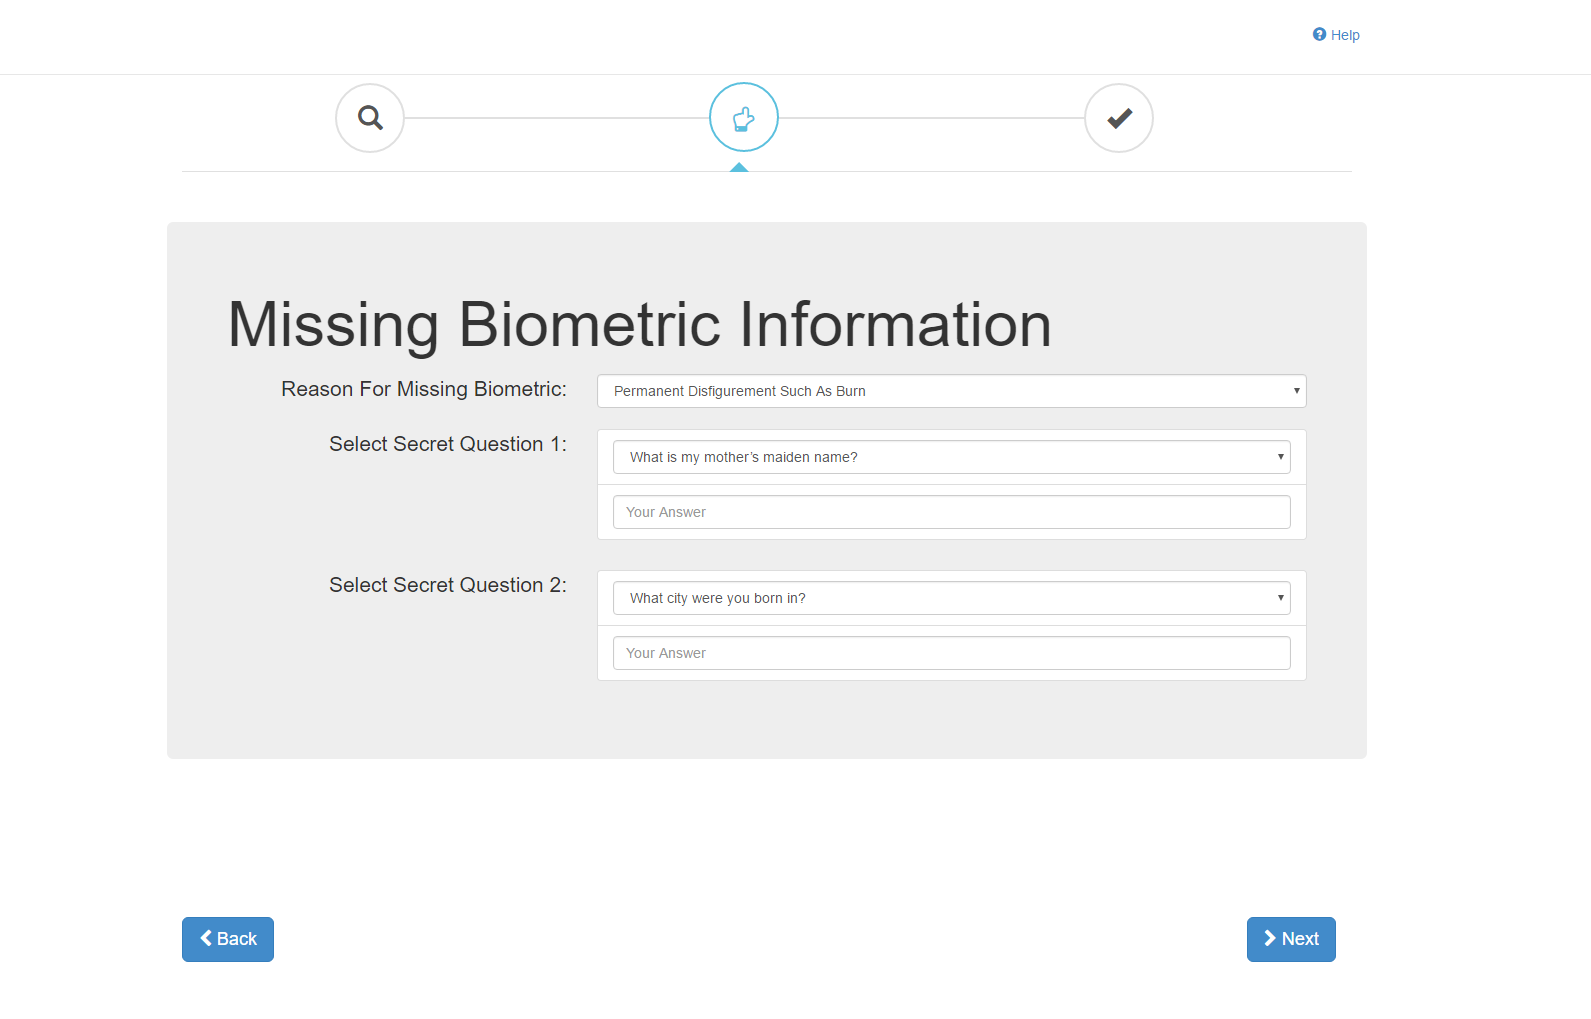 Help
Missing Biometric Information
Reason For Missing Biometric:
Permanent Disfigurement Such As Burn
Select Secret Question 1:
What is my mother’s maiden name?
Your Answer
Select Secret Question 2:
What city were you born in?
Your Answer
Back
Next